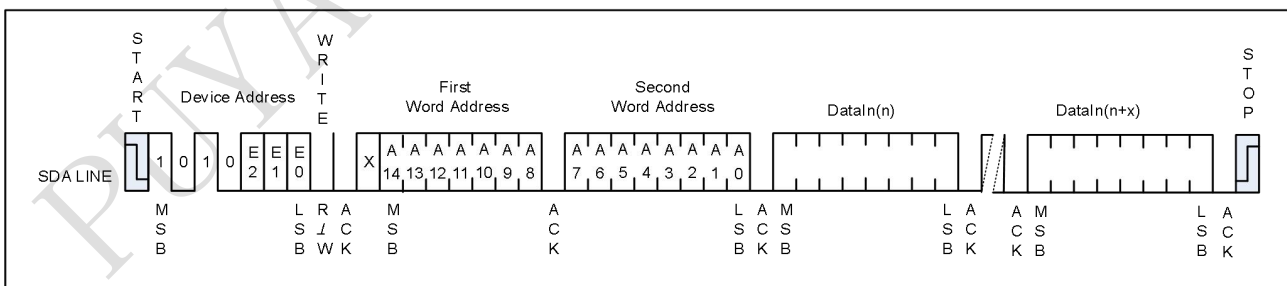 PUYA
START
WRITE
STOP
Device Address
First
Word Address
Second
Word Address
DataIn(n)
DataIn(n+x)
SDA LINE
1 0 1 0 E2 E1 E0
X A14 A13 A12 A11 A10 A9 A8
A7 A6 A5 A4 A3 A2 A1 A0
MSB
LSB
R/W
ACK
MSB
ACK
LSB
ACK
MSB
LSB
ACK
ACK
MSB
LSB
ACK